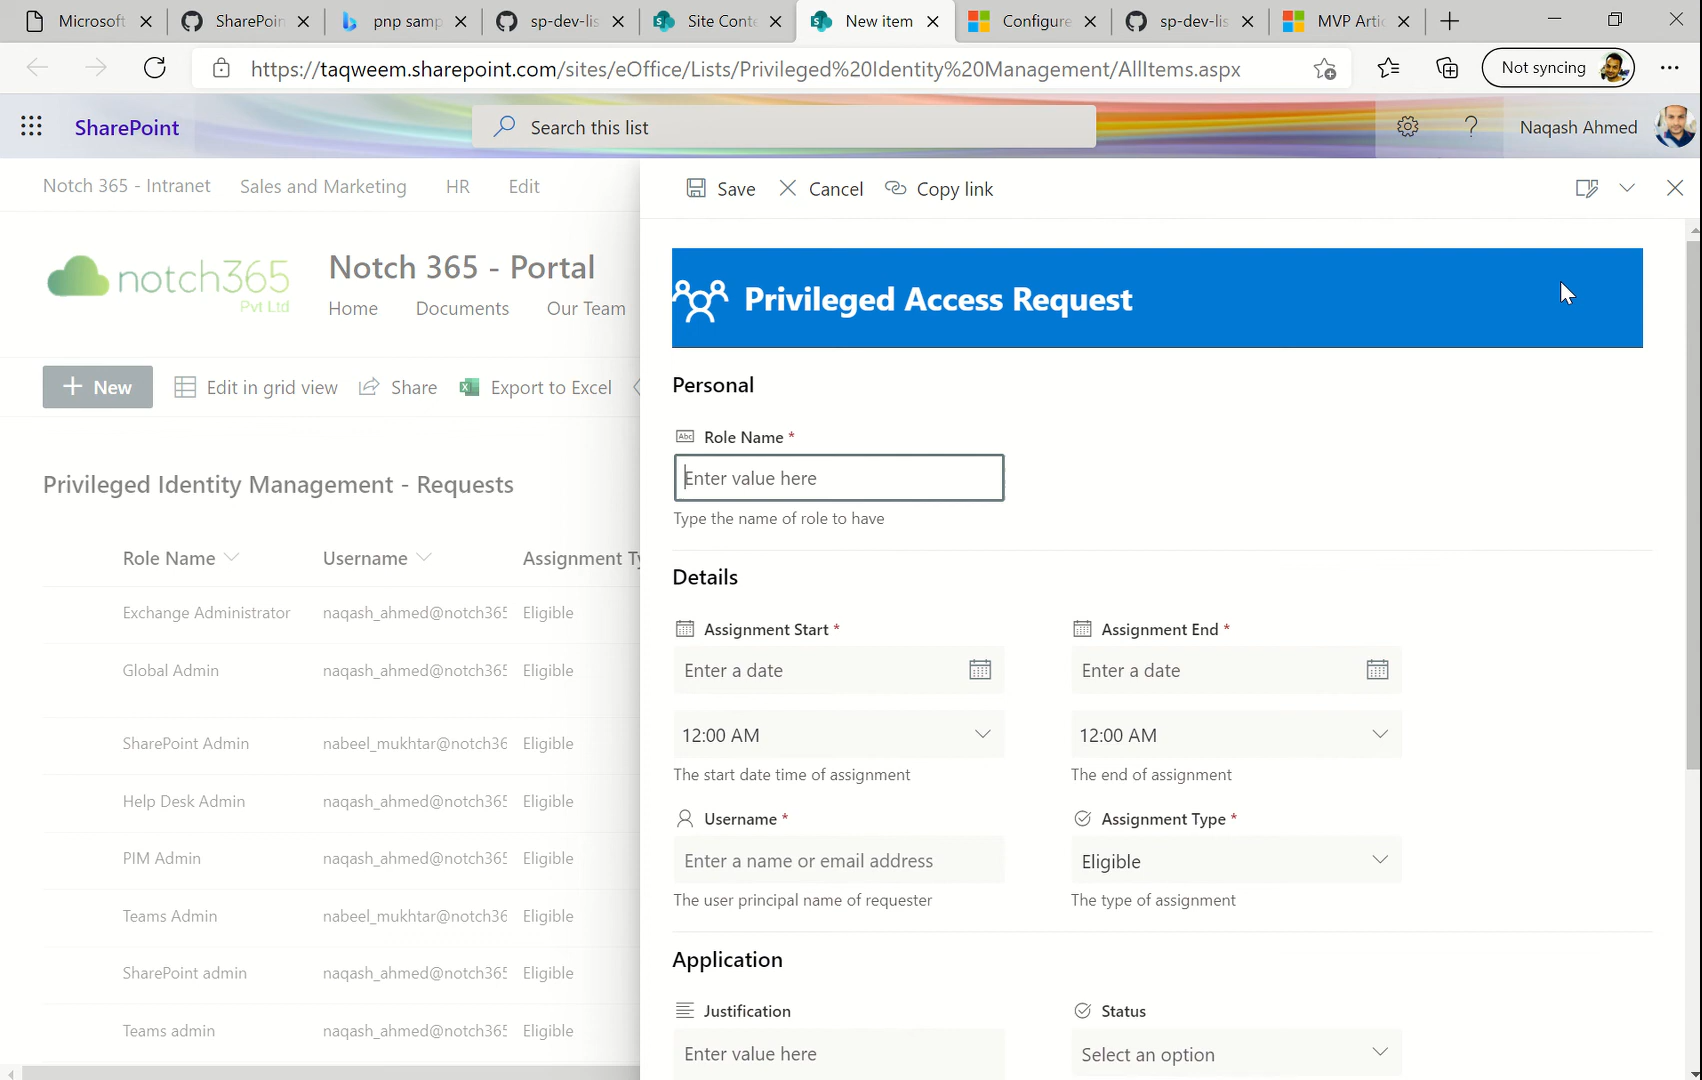 Microsoft
SharePoin
pnp samp
sp-dev-lis
Site Conte
New item
Configure
sp-dev-lis
MVP Artic
https://taqweem.sharepoint.com/sites/eOffice/Lists/Privileged%20Identity%20Management/AllItems.aspx
Not syncing
SharePoint
Search this list
?
Naqash Ahmed
Notch 365 - Intranet
Sales and Marketing
HR
Edit
Save
Cancel
Copy link
notch365
Pvt Ltd
Notch 365 - Portal
Home
Documents
Our Team
Privileged Access Request
New
Edit in grid view
Share
Export to Excel
Personal
Abc Role Name *
Enter value here
Type the name of role to have
Privileged Identity Management - Requests
Role Name
Username
Assignment Ty
Exchange Administrator
naqash_ahmed@notch365
Eligible
Global Admin
naqash_ahmed@notch365
Eligible
SharePoint Admin
nabeel_mukhtar@notch36
Eligible
Help Desk Admin
naqash_ahmed@notch365
Eligible
PIM Admin
naqash_ahmed@notch365
Eligible
Teams Admin
nabeel_mukhtar@notch36
Eligible
SharePoint admin
naqash_ahmed@notch365
Eligible
Teams admin
naqash_ahmed@notch365
Eligible
Details
Assignment Start *
Assignment End *
Enter a date
Enter a date
12:00 AM
12:00 AM
The start date time of assignment
The end of assignment
Username *
Assignment Type *
Enter a name or email address
Eligible
The user principal name of requester
The type of assignment
Application
Justification
Status
Enter value here
Select an option